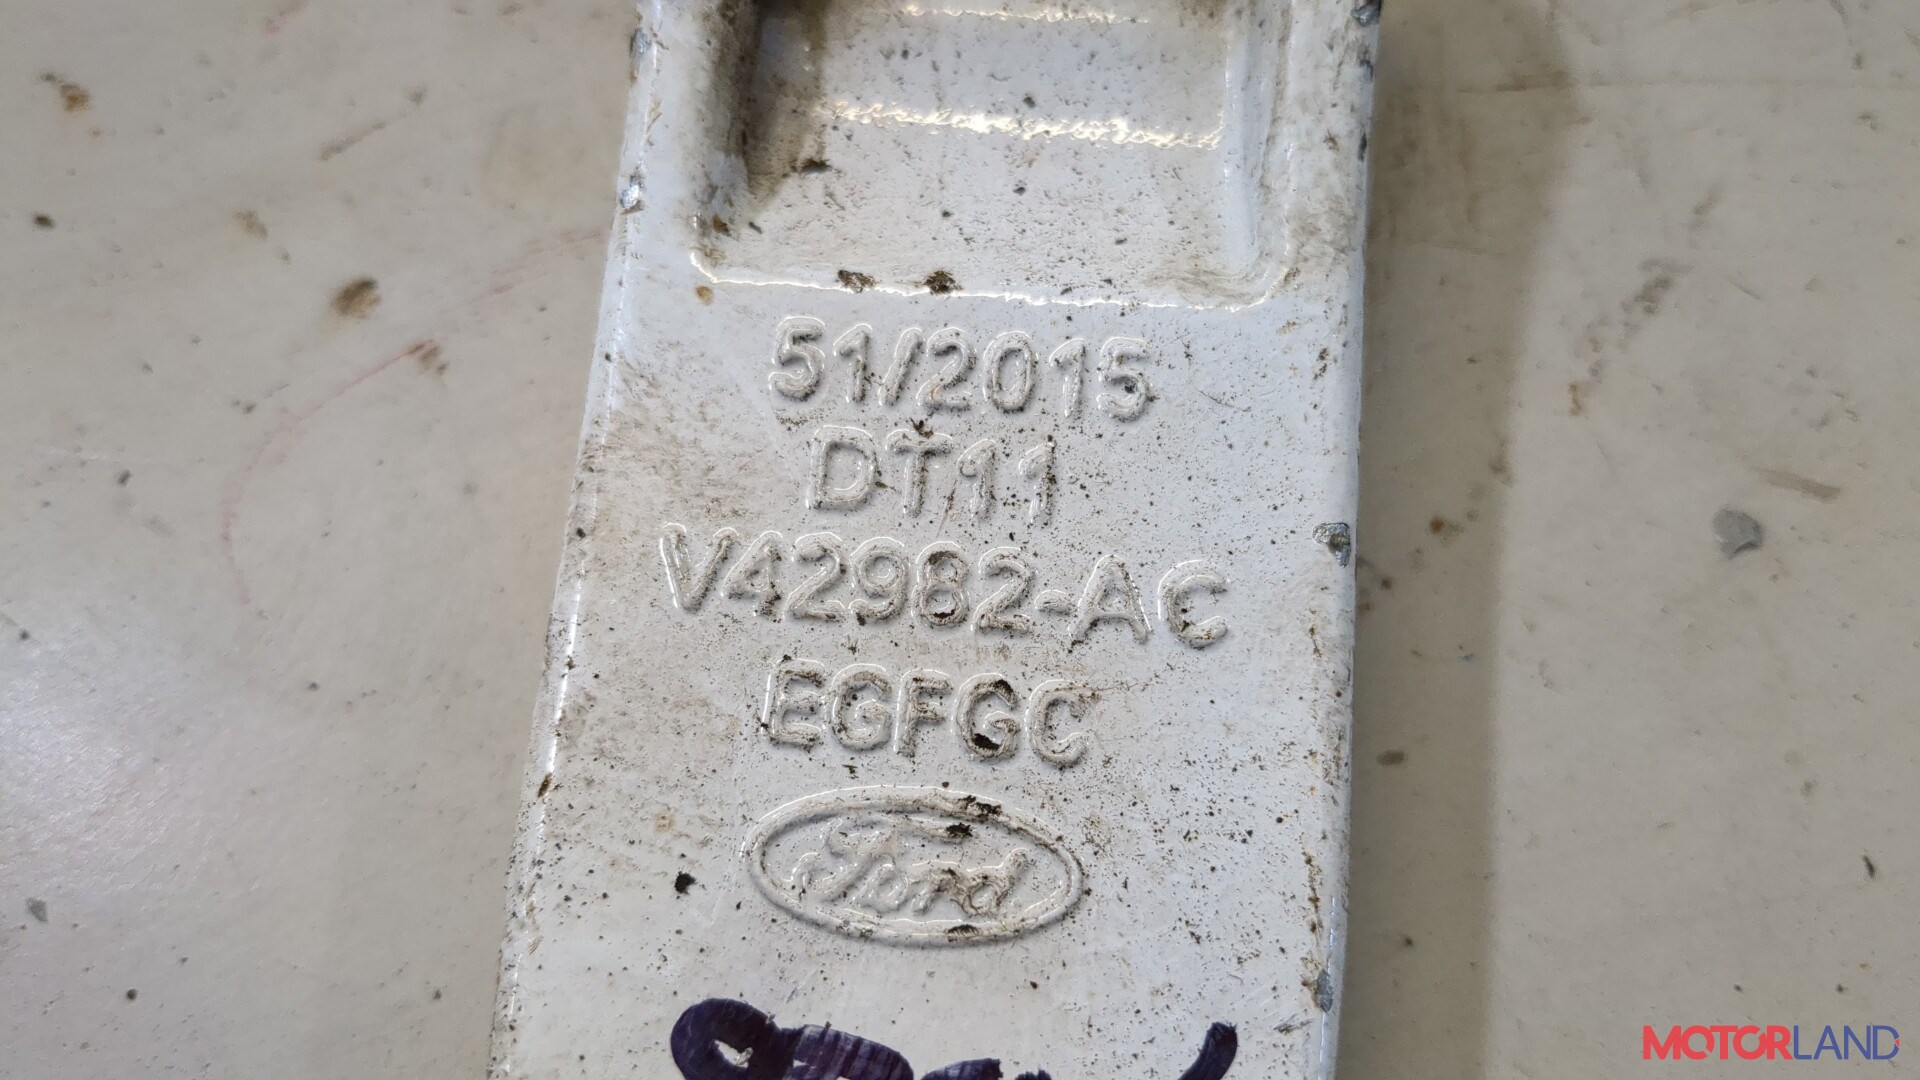 51/2015
DT11
V42982-AC
EGFGC
Ford
MOTORLAND